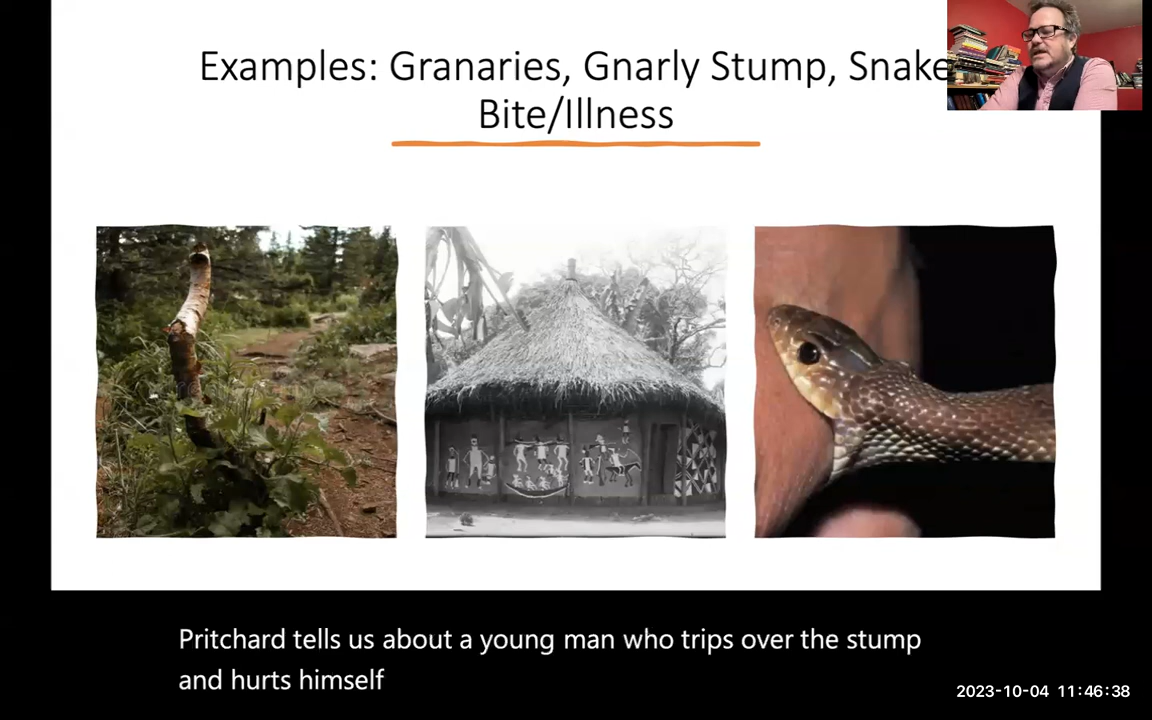 Examples: Granaries, Gnarly Stump, Snake
Bite/Illness
Pritchard tells us about a young man who trips over the stump
and hurts himself
2023-10-04 11:46:38